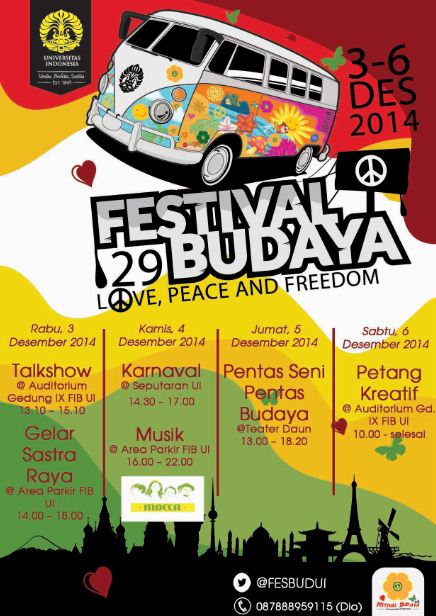 UNIVERSITAS
INDONESIA
Veritas, Probitas, Iustitia
EST. 1849
3-6
DES
2014
FESTIVAL
29 BUDAYA
LOVE, PEACE AND FREEDOM
Rabu, 3
Desember 2014
Talkshow
@ Auditorium
Gedung IX FIB UI
13.10 - 15.10
Gelar
Sastra
Raya
@ Area Parkir FIB
UI
14.00 - 18.00
Kamis, 4
Desember 2014
Karnaval
@ Seputaran UI
14.30 - 17.00
Musik
@ Area Parkir FIB UI
16.00 - 22.00
MOCCA
Jumat, 5
Desember 2014
Pentas Seni
Pentas
Budaya
@Teater Daun
13.00 - 18.20
Sabtu, 6
Desember 2014
Petang
Kreatif
@ Auditorium Gd.
IX FIB UI
10.00 - selesai
@FESBUDUI
087888959115 (Dio)
FESTIVAL BUDAYA